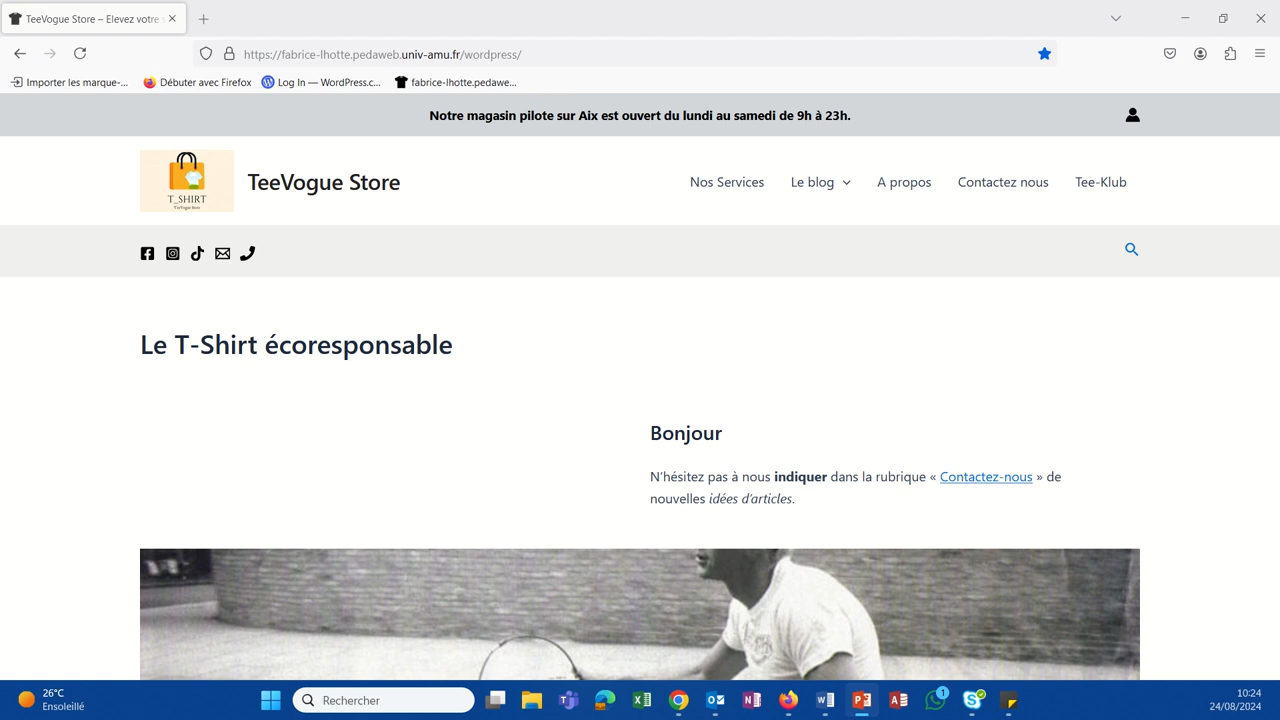 TeeVogue Store – Elevez votre s
https://fabrice-lhotte.pedaweb.univ-amu.fr/wordpress/
Importer les marque-... Débuter avec Firefox Log In — WordPress.c... fabrice-lhotte.pedawe...
Notre magasin pilote sur Aix est ouvert du lundi au samedi de 9h à 23h.
T_SHIRT
TeeVogue Store
TeeVogue Store
Nos Services Le blog A propos Contactez nous Tee-Klub
Le T-Shirt écoresponsable
Bonjour
N'hésitez pas à nous indiquer dans la rubrique « Contactez-nous » de
nouvelles idées d'articles.
26°C
Ensoleillé
Rechercher
1
10:24
24/08/2024